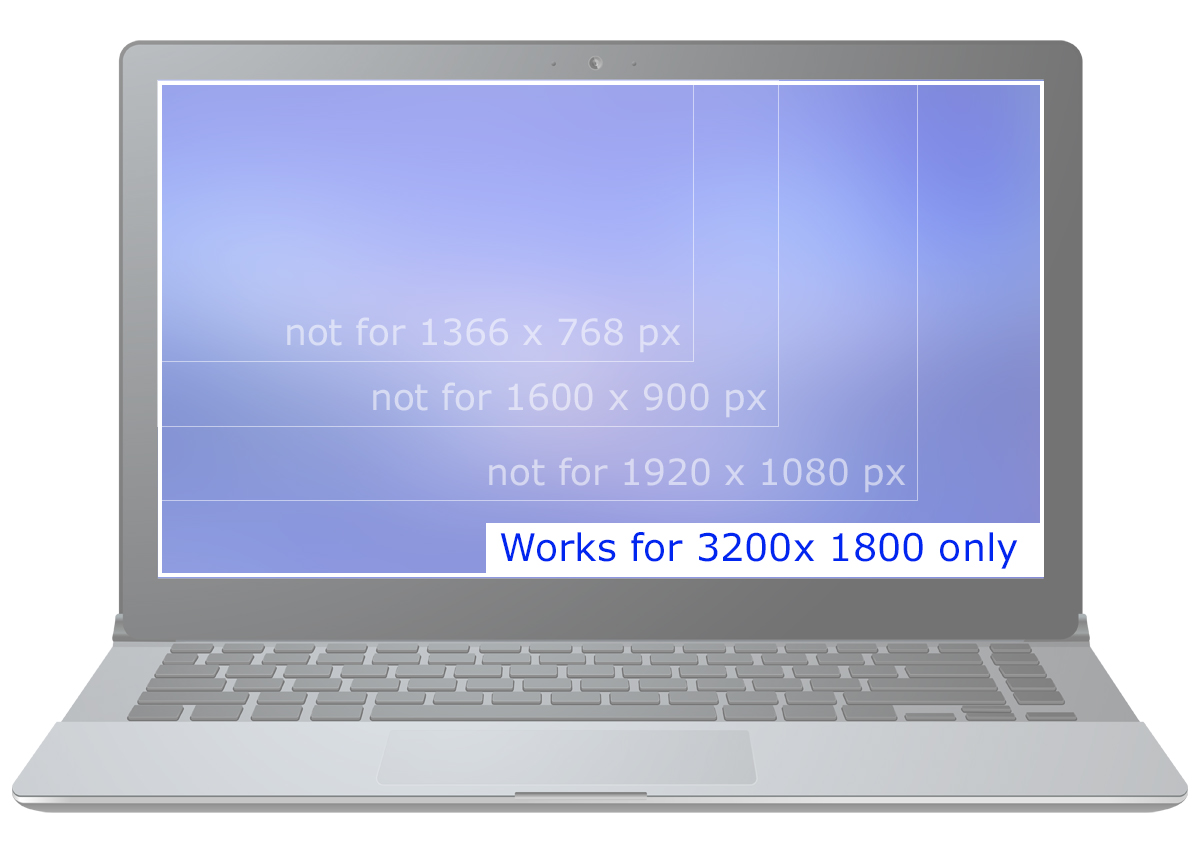 not for 1366 x 768 px
not for 1600 x 900 px
not for 1920 x 1080 px
Works for 3200x 1800 only